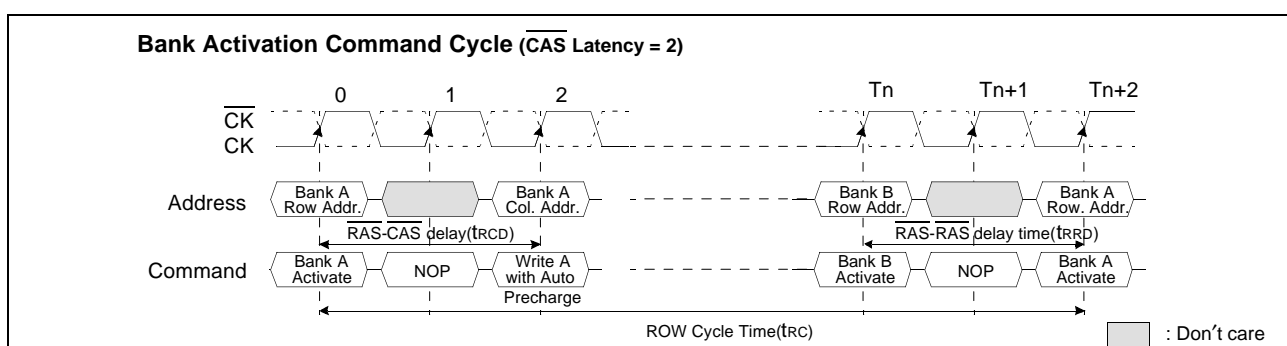 Bank Activation Command Cycle (CAS Latency = 2)
0 1 2 Tn Tn+1 Tn+2
CK
CK
Address
Bank A
Row Addr.
Bank A
Col. Addr.
Bank B
Row Addr.
Bank A
Row. Addr.
RAS-CAS delay(tRCD)
RAS-RAS delay time(tRRD)
Command
Bank A
Activate
NOP
Write A
with Auto
Precharge
Bank B
Activate
NOP
Bank A
Activate
ROW Cycle Time(tRC)
: Don′t care